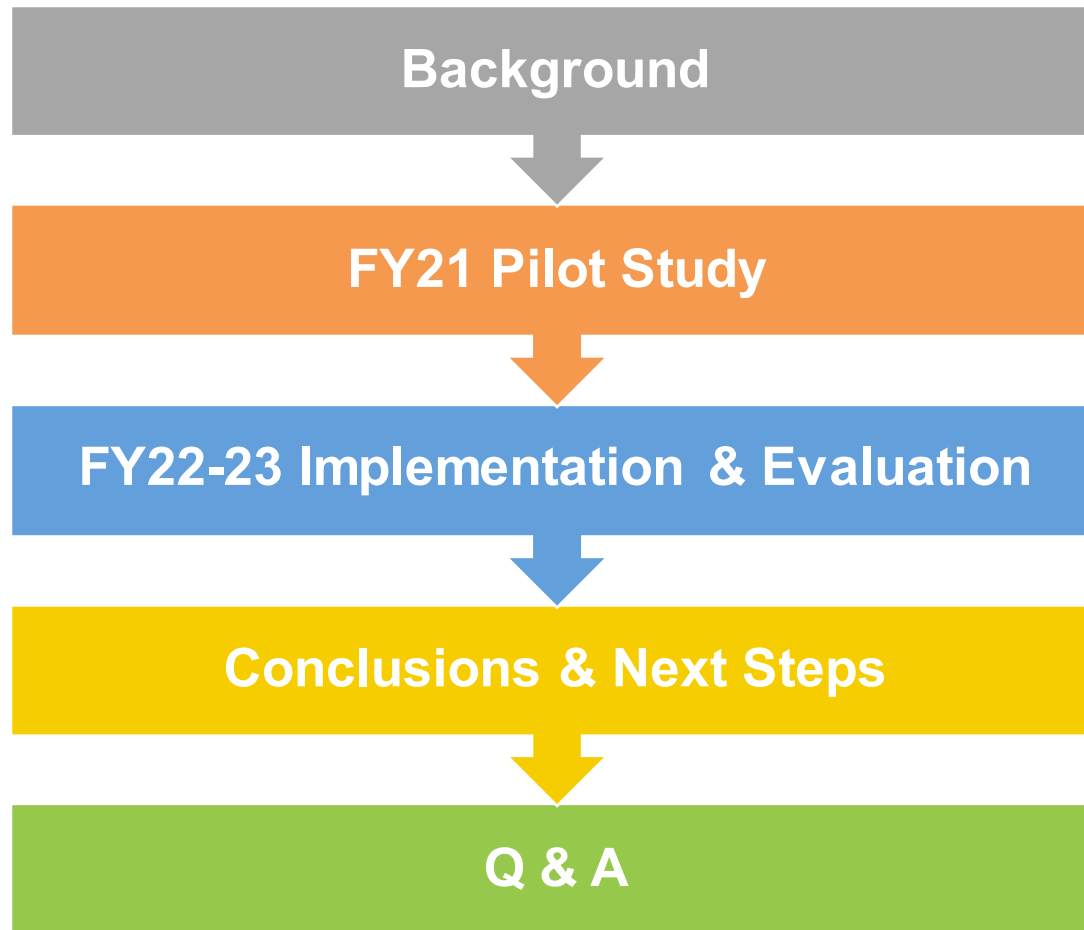 Background
FY21 Pilot Study
FY22-23 Implementation & Evaluation
Conclusions & Next Steps
Q & A